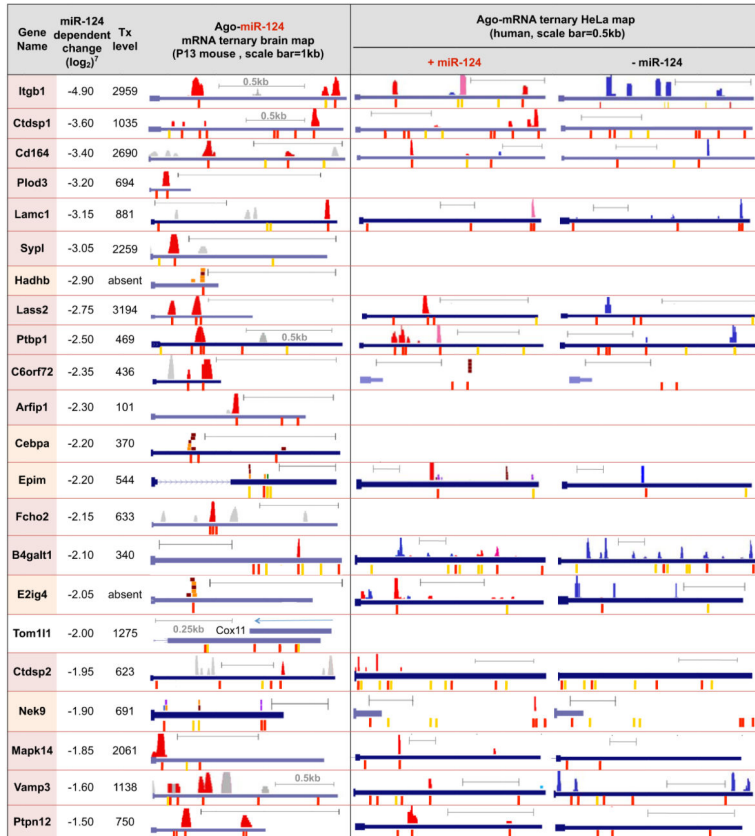 Gene Name
miR-124 dependent change (log₂)⁷
Tx level
Ago-miR-124
mRNA ternary brain map
(P13 mouse , scale bar=1kb)
Ago-mRNA ternary HeLa map
(human, scale bar=0.5kb)
+ miR-124
- miR-124
Itgb1 -4.90 2959 0.5kb
Ctdsp1 -3.60 1035 0.5kb
Cd164 -3.40 2690
Plod3 -3.20 694
Lamc1 -3.15 881
Sypl -3.05 2259
Hadhb -2.90 absent
Lass2 -2.75 3194
Ptbp1 -2.50 469 0.5kb
C6orf72 -2.35 436
Arfip1 -2.30 101
Cebpa -2.20 370
Epim -2.20 544
Fcho2 -2.15 633
B4galt1 -2.10 340
E2ig4 -2.05 absent
Tom1l1 -2.00 1275 0.25kb Cox11
Ctdsp2 -1.95 623
Nek9 -1.90 691
Mapk14 -1.85 2061
Vamp3 -1.60 1138 0.5kb
Ptpn12 -1.50 750